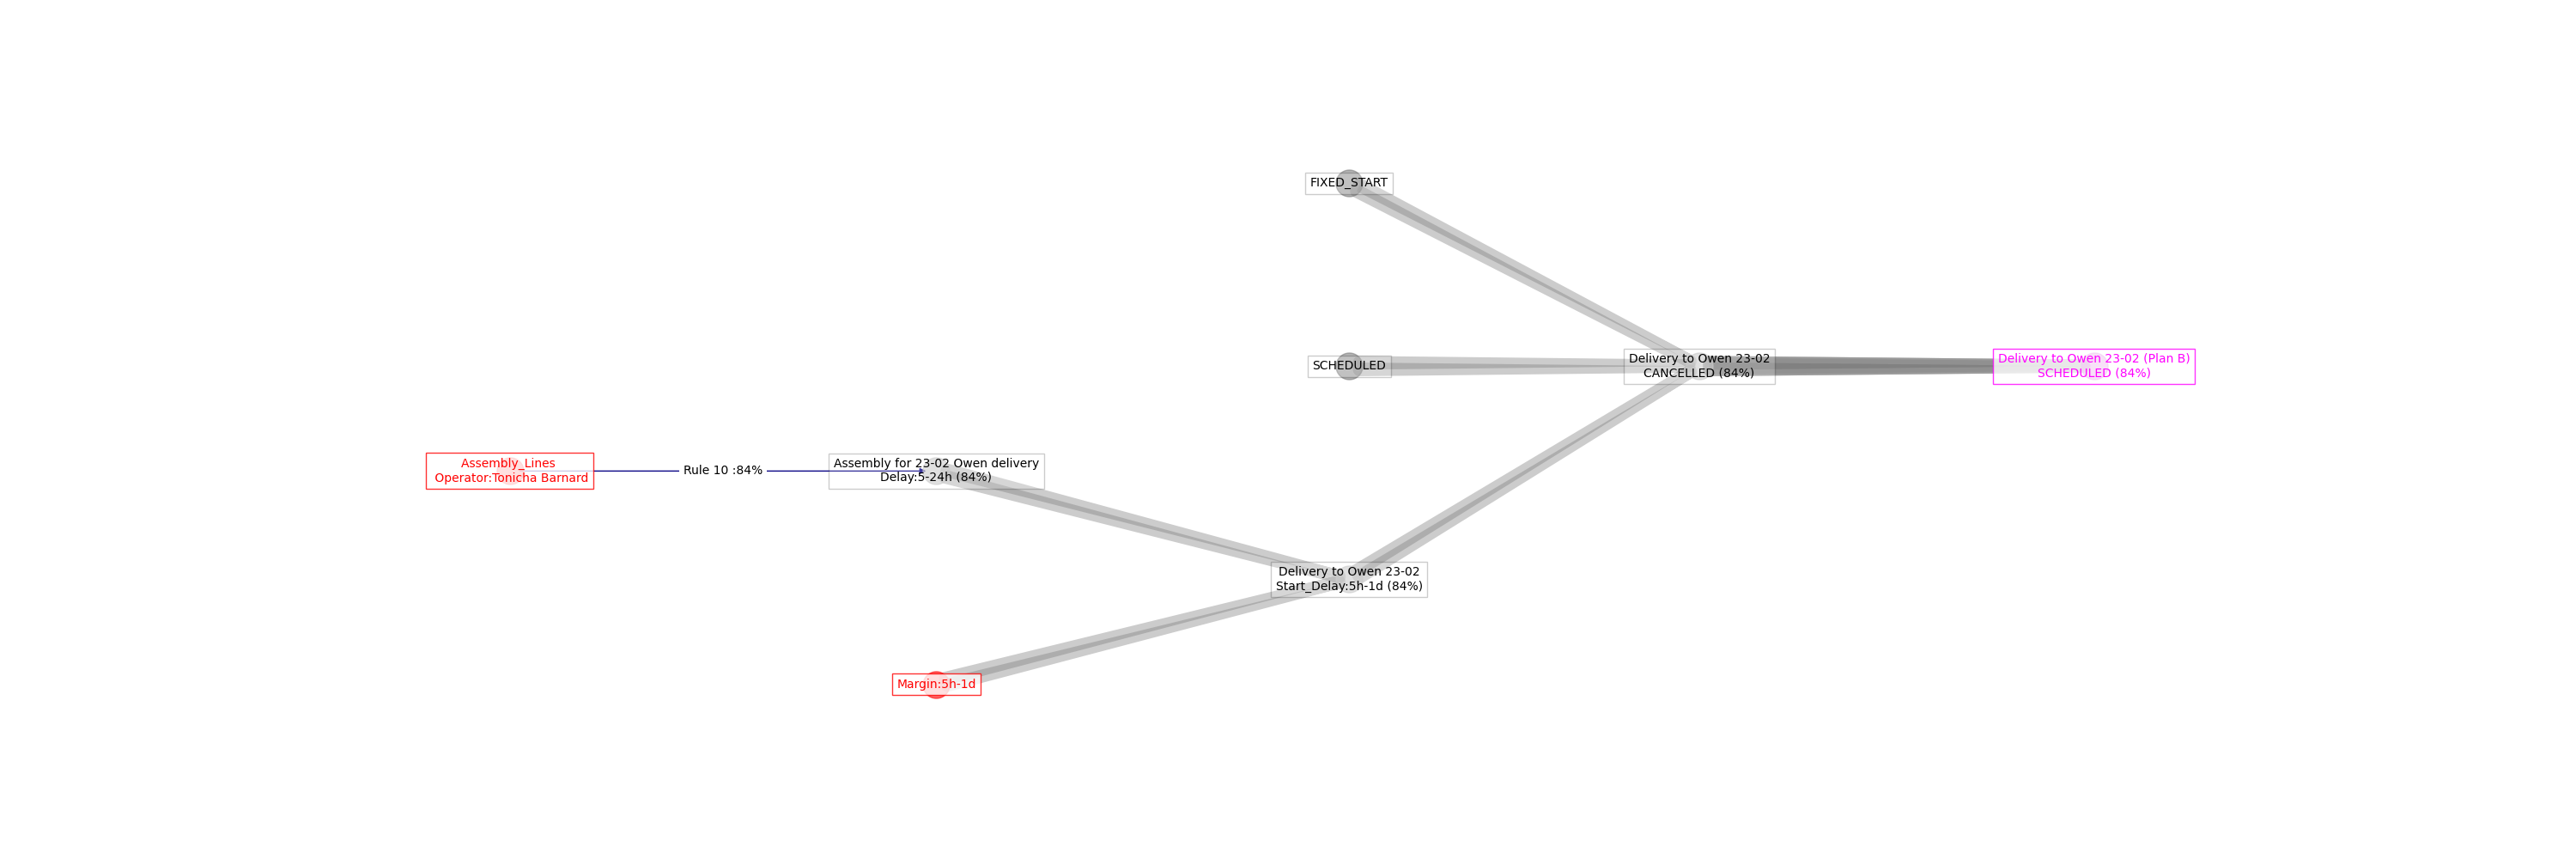 FIXED_START
SCHEDULED
Delivery to Owen 23-02
CANCELLED (84%)
Delivery to Owen 23-02 (Plan B)
SCHEDULED (84%)
Assembly_Lines
Operator:Tonicha Barnard
Rule 10 :84%
Assembly for 23-02 Owen delivery
Delay:5-24h (84%)
Delivery to Owen 23-02
Start_Delay:5h-1d (84%)
Margin:5h-1d